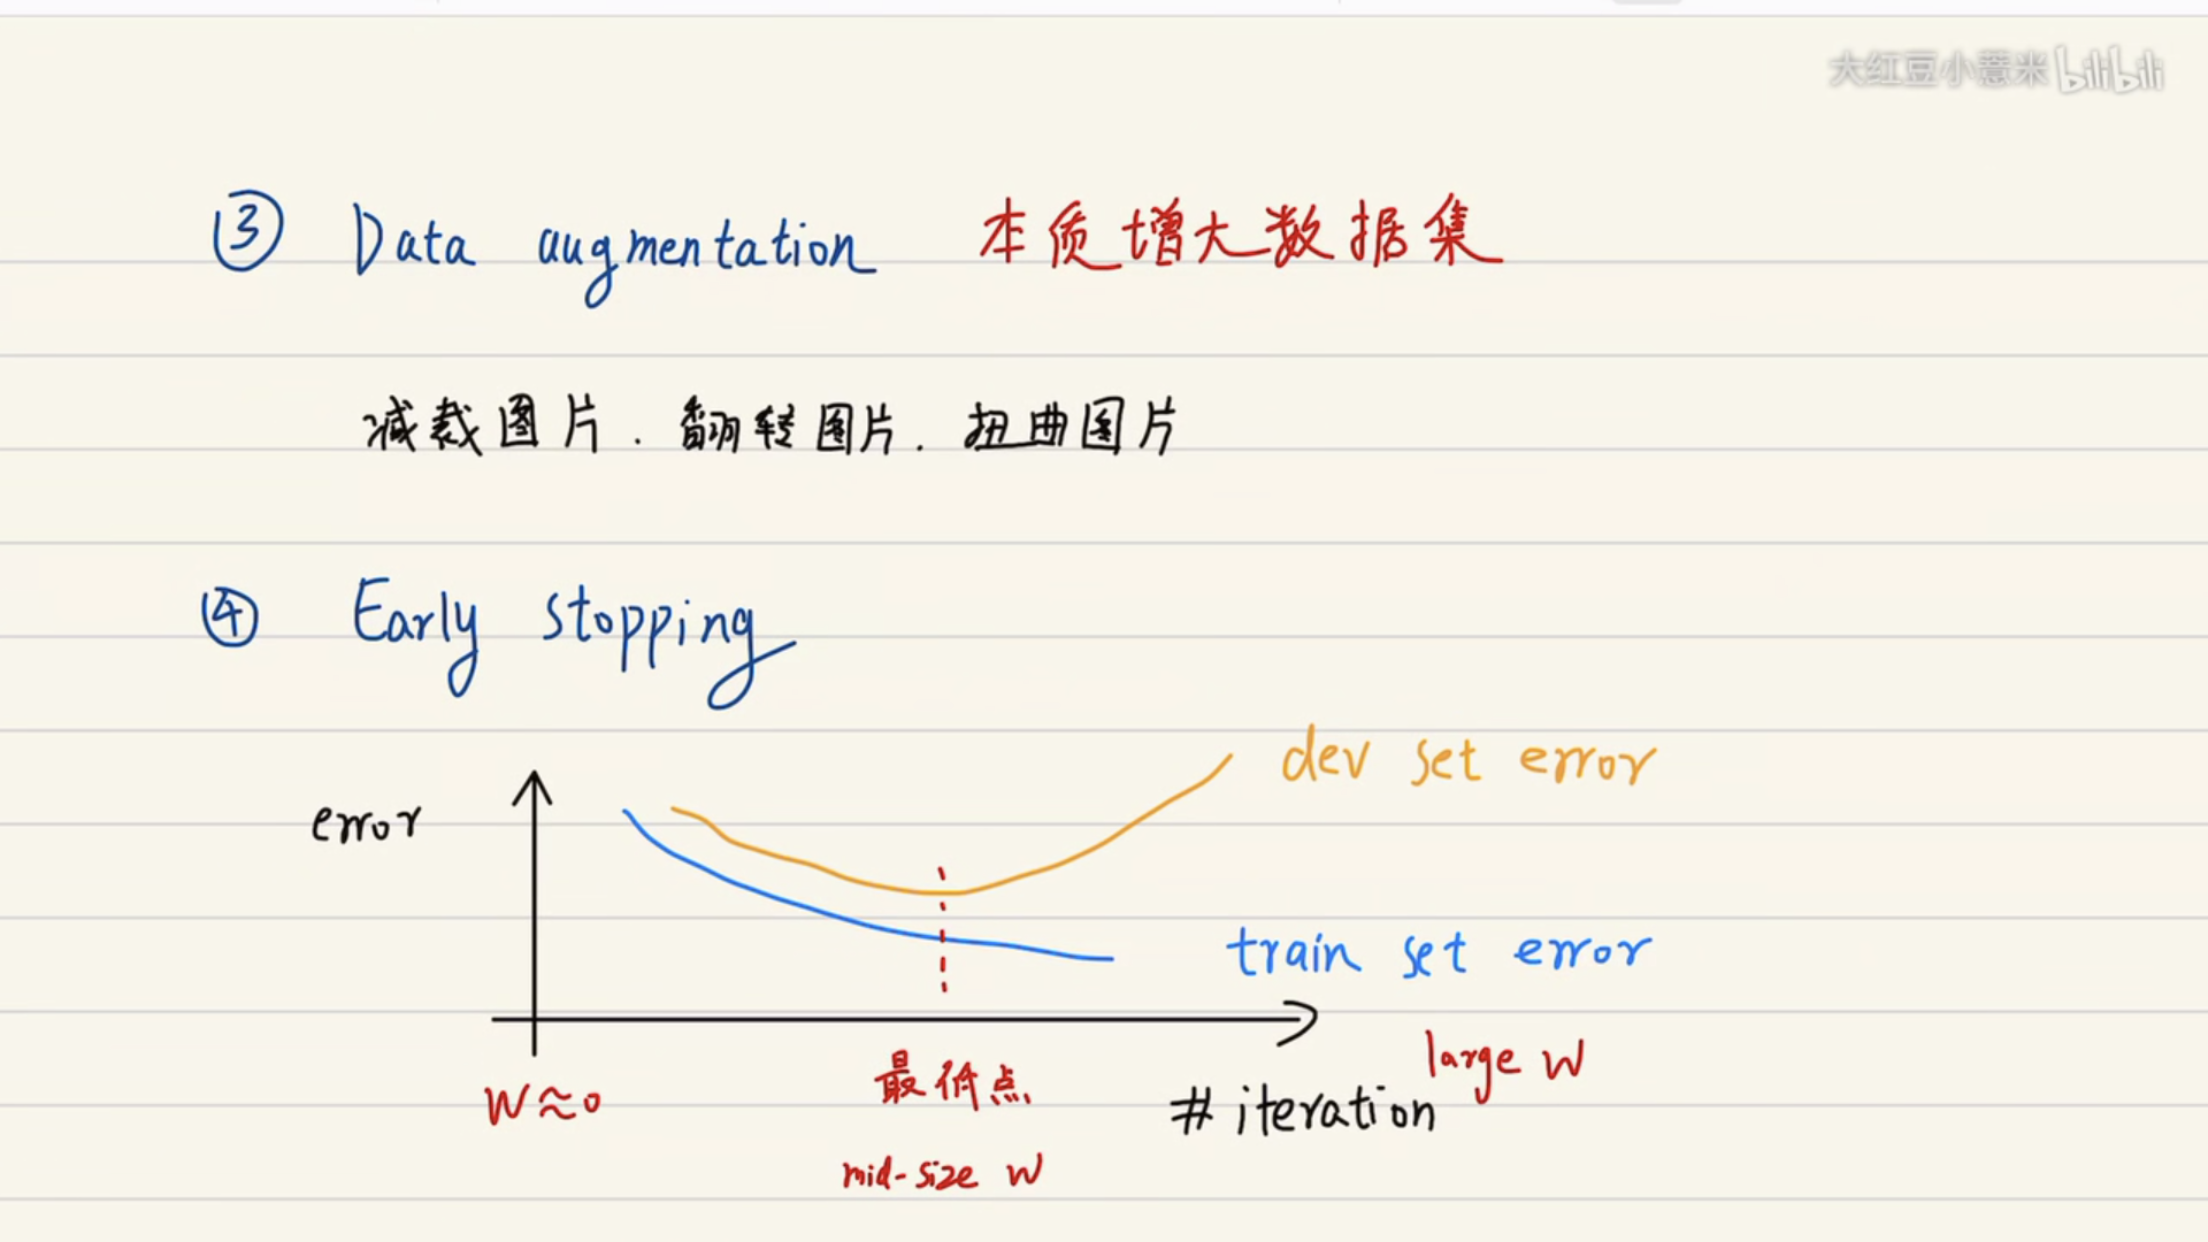 大红豆小薏米 bilibili
③ Data augmentation 本质增大数据集
减裁图片. 翻转图片. 扭曲图片
④ Early stopping
dev set error
error
train set error
large w
w≈0 最低点 # iteration
mid-size w